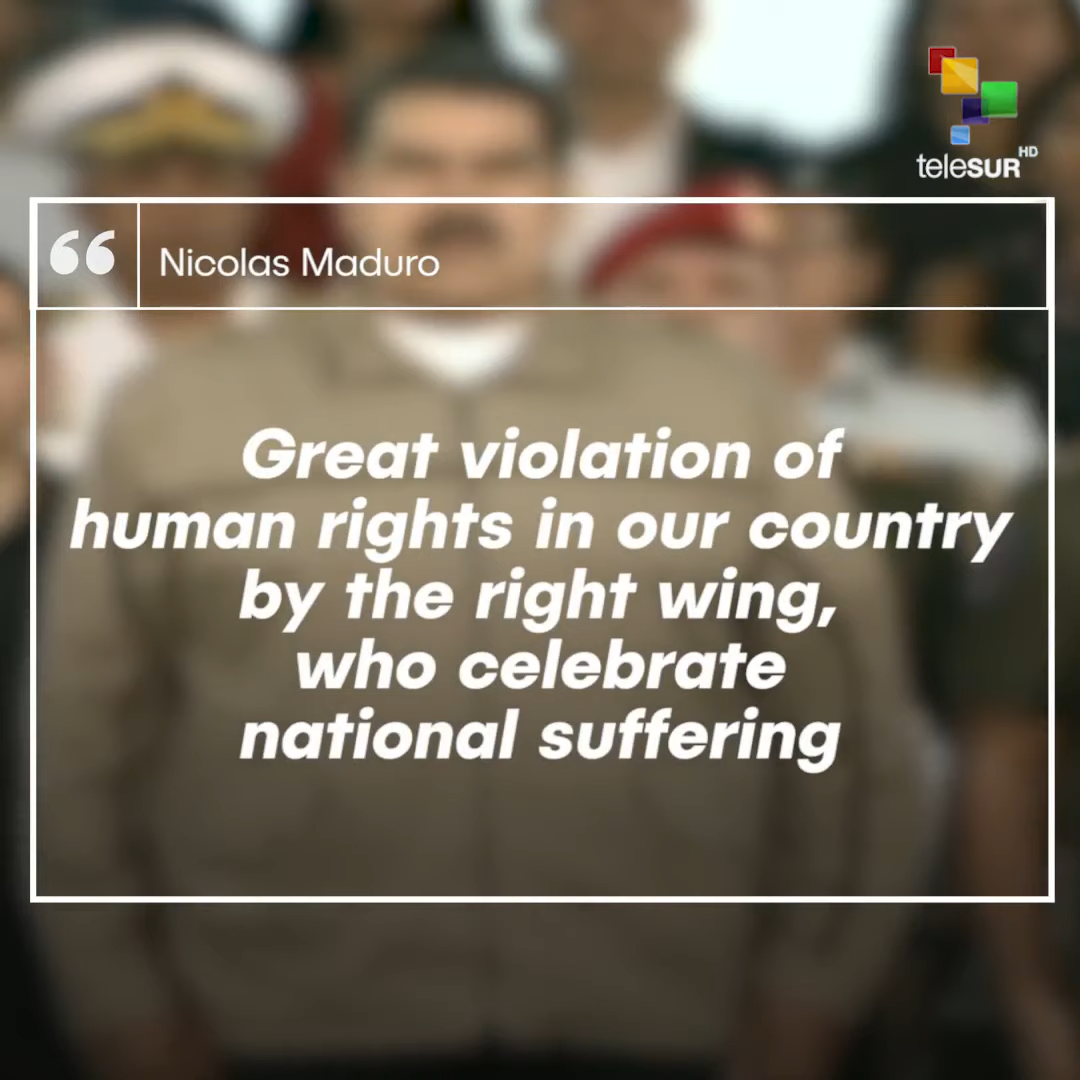 teleSUR HD
“
Nicolas Maduro
Great violation of
human rights in our country
by the right wing,
who celebrate
national suffering